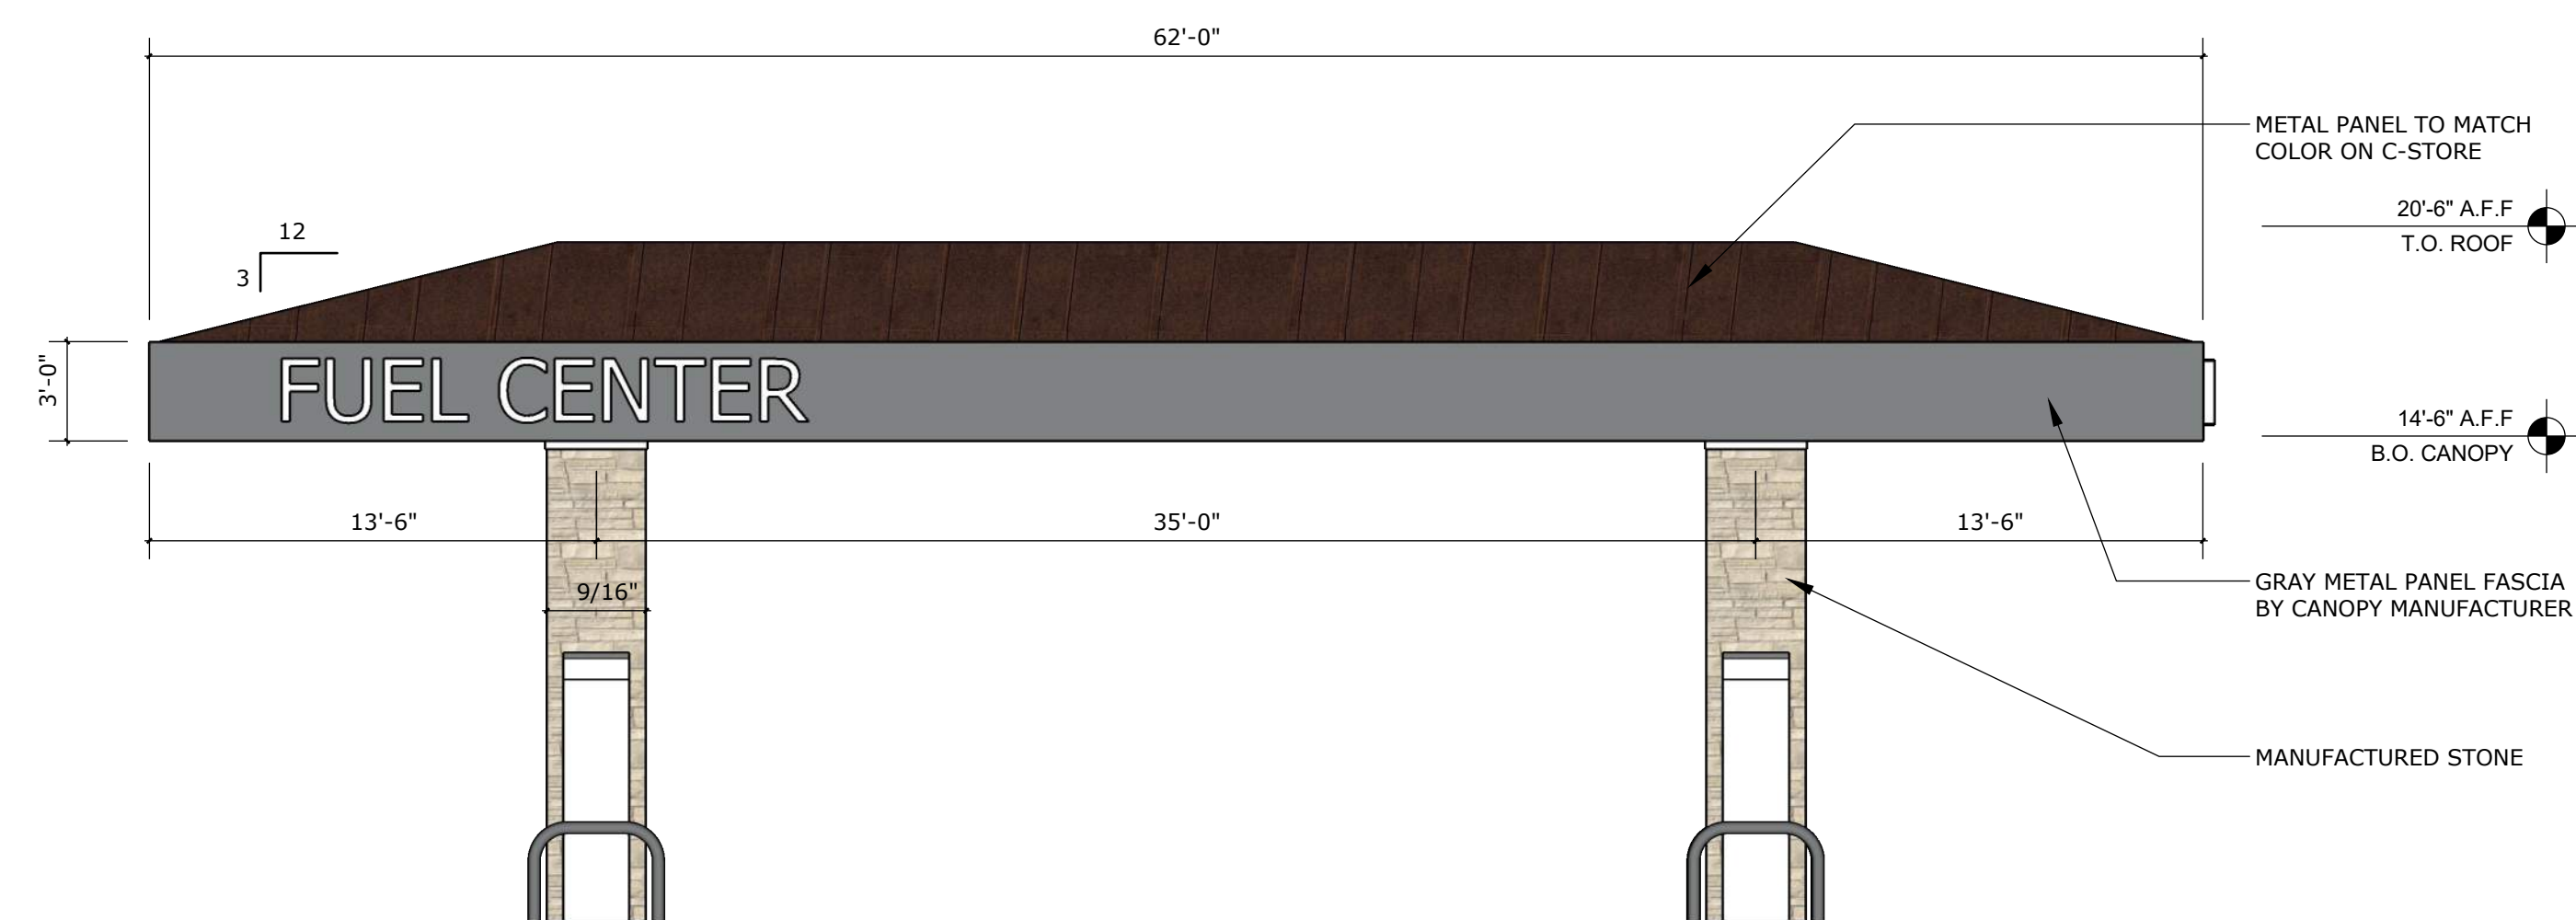 62'-0"
METAL PANEL TO MATCH
COLOR ON C-STORE
20'-6" A.F.F
T.O. ROOF
12
3
3'-0"
FUEL CENTER
14'-6" A.F.F
B.O. CANOPY
13'-6"
35'-0"
13'-6"
9/16"
GRAY METAL PANEL FASCIA
BY CANOPY MANUFACTURER
MANUFACTURED STONE